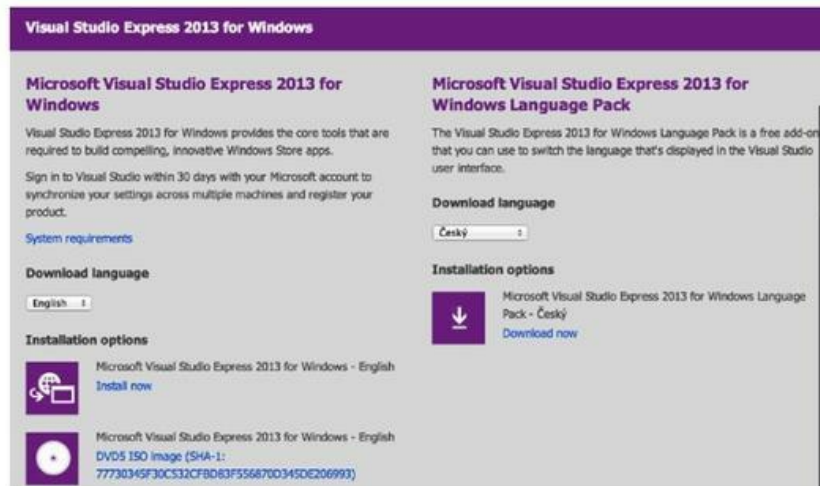 Visual Studio Express 2013 for Windows
Microsoft Visual Studio Express 2013 for
Windows
Visual Studio Express 2013 for Windows provides the core tools that are
required to build compelling, innovative Windows Store apps.
Sign in to Visual Studio within 30 days with your Microsoft account to
synchronize your settings across multiple machines and register your
product.
System requirements
Download language
English
Installation options
Microsoft Visual Studio Express 2013 for Windows - English
Install now
Microsoft Visual Studio Express 2013 for Windows - English
DVD5 ISO image (SHA-1:
77730345F30C532CFBD83F556870D345DE206993)
Microsoft Visual Studio Express 2013 for
Windows Language Pack
The Visual Studio Express 2013 for Windows Language Pack is a free add-on
that you can use to switch the language that's displayed in the Visual Studio
user interface.
Download language
Český
Installation options
Microsoft Visual Studio Express 2013 for Windows Language
Pack - Český
Download now